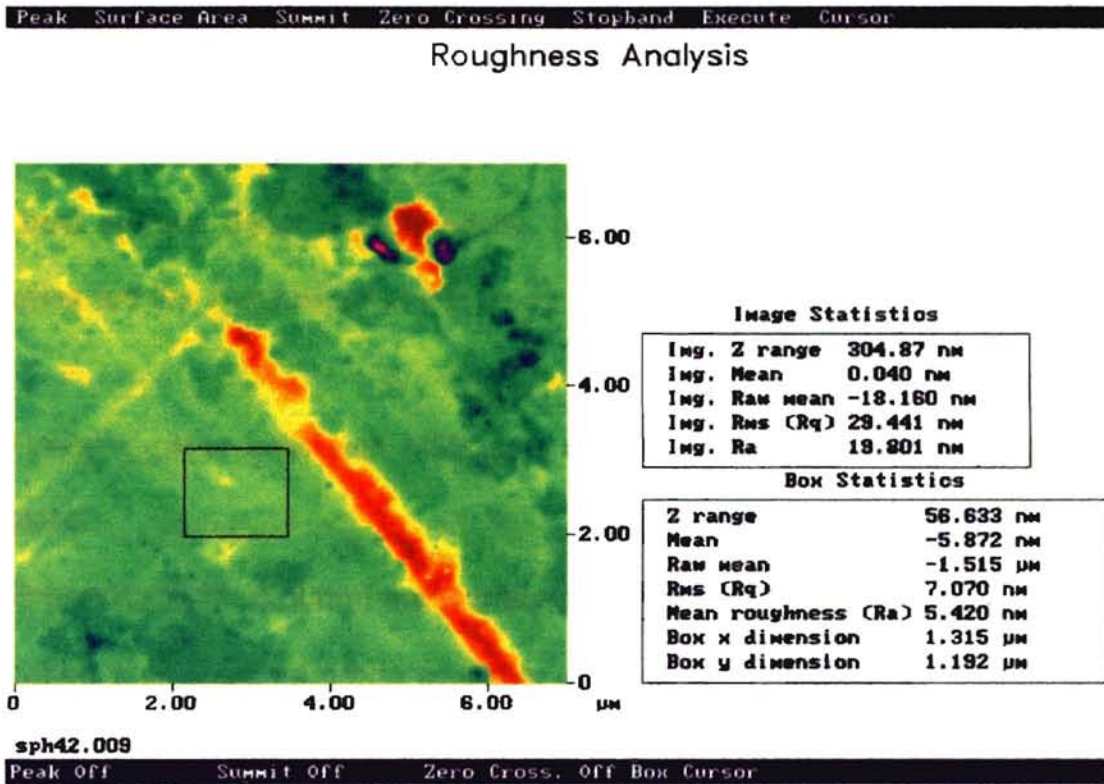 Peak Surface Area Summit Zero Crossing Stopband Execute Cursor
Roughness Analysis
6.00
4.00
2.00
0
0 2.00 4.00 6.00 µm
Image Statistics
Img. Z range 304.87 nm
Img. Mean 0.040 nm
Img. Raw mean -18.160 nm
Img. Rms (Rq) 29.441 nm
Img. Ra 19.801 nm
Box Statistics
Z range 56.633 nm
Mean -5.872 nm
Raw mean -1.515 µm
Rms (Rq) 7.070 nm
Mean roughness (Ra) 5.420 nm
Box x dimension 1.315 µm
Box y dimension 1.192 µm
sph42.009
Peak Off Summit Off Zero Cross. Off Box Cursor